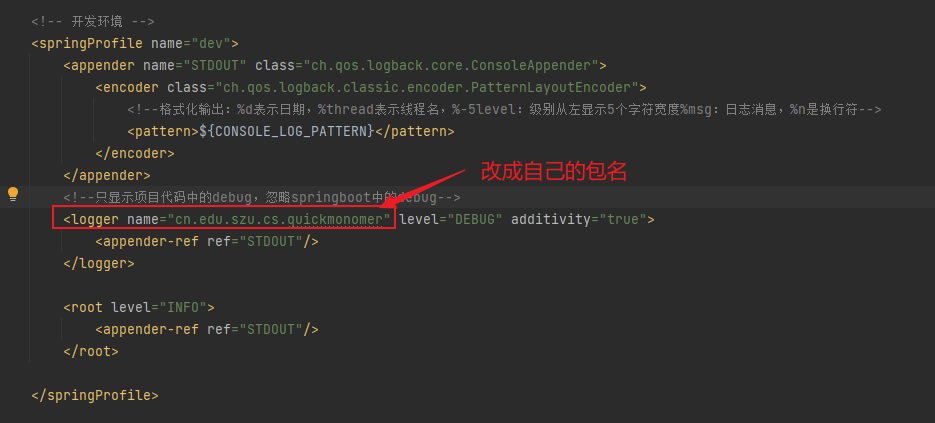 <!-- 开发环境 -->
<springProfile name="dev">
<appender name="STDOUT" class="ch.qos.logback.core.ConsoleAppender">
<encoder class="ch.qos.logback.classic.encoder.PatternLayoutEncoder">
<!--格式化输出：%d表示日期，%thread表示线程名，%-5level：级别从左显示5个字符宽度%msg：日志消息，%n是换行符-->
<pattern>${CONSOLE_LOG_PATTERN}</pattern>
</encoder>
</appender>
改成自己的包名
<!--只显示项目代码中的debug，忽略springboot中的debug-->
<logger name="cn.edu.szu.cs.quickmonomer" level="DEBUG" additivity="true">
<appender-ref ref="STDOUT"/>
</logger>
<root level="INFO">
<appender-ref ref="STDOUT"/>
</root>
</springProfile>